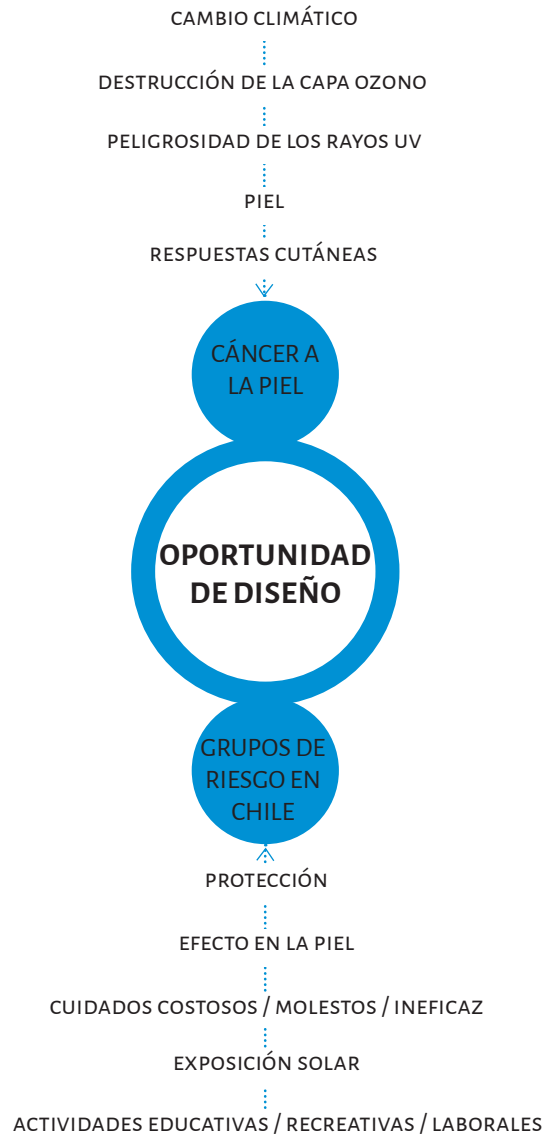 CAMBIO CLIMÁTICO
DESTRUCCIÓN DE LA CAPA OZONO
PELIGROSIDAD DE LOS RAYOS UV
PIEL
RESPUESTAS CUTÁNEAS
CÁNCER A
LA PIEL
OPORTUNIDAD
DE DISEÑO
GRUPOS DE
RIESGO EN
CHILE
PROTECCIÓN
EFECTO EN LA PIEL
CUIDADOS COSTOSOS / MOLESTOS / INEFICAZ
EXPOSICIÓN SOLAR
ACTIVIDADES EDUCATIVAS / RECREATIVAS / LABORALES